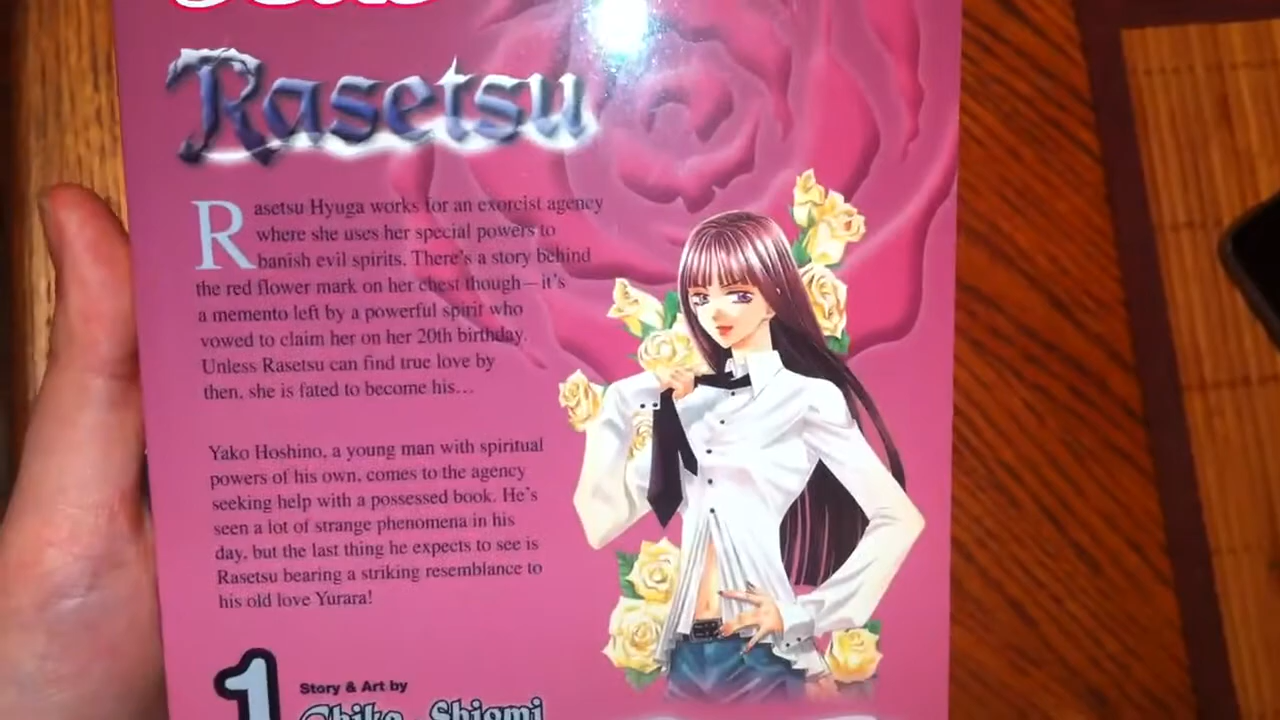 Rasetsu
Rasetsu Hyuga works for an exorcist agency
where she uses her special powers to
banish evil spirits. There's a story behind
the red flower mark on her chest though—it's
a memento left by a powerful spirit who
vowed to claim her on her 20th birthday.
Unless Rasetsu can find true love by
then, she is fated to become his...
Yako Hoshino, a young man with spiritual
powers of his own, comes to the agency
seeking help with a possessed book. He's
seen a lot of strange phenomena in his
day, but the last thing he expects to see is
Rasetsu bearing a striking resemblance to
his old love Yurara!
1
Story & Art by
Chika Shiomi